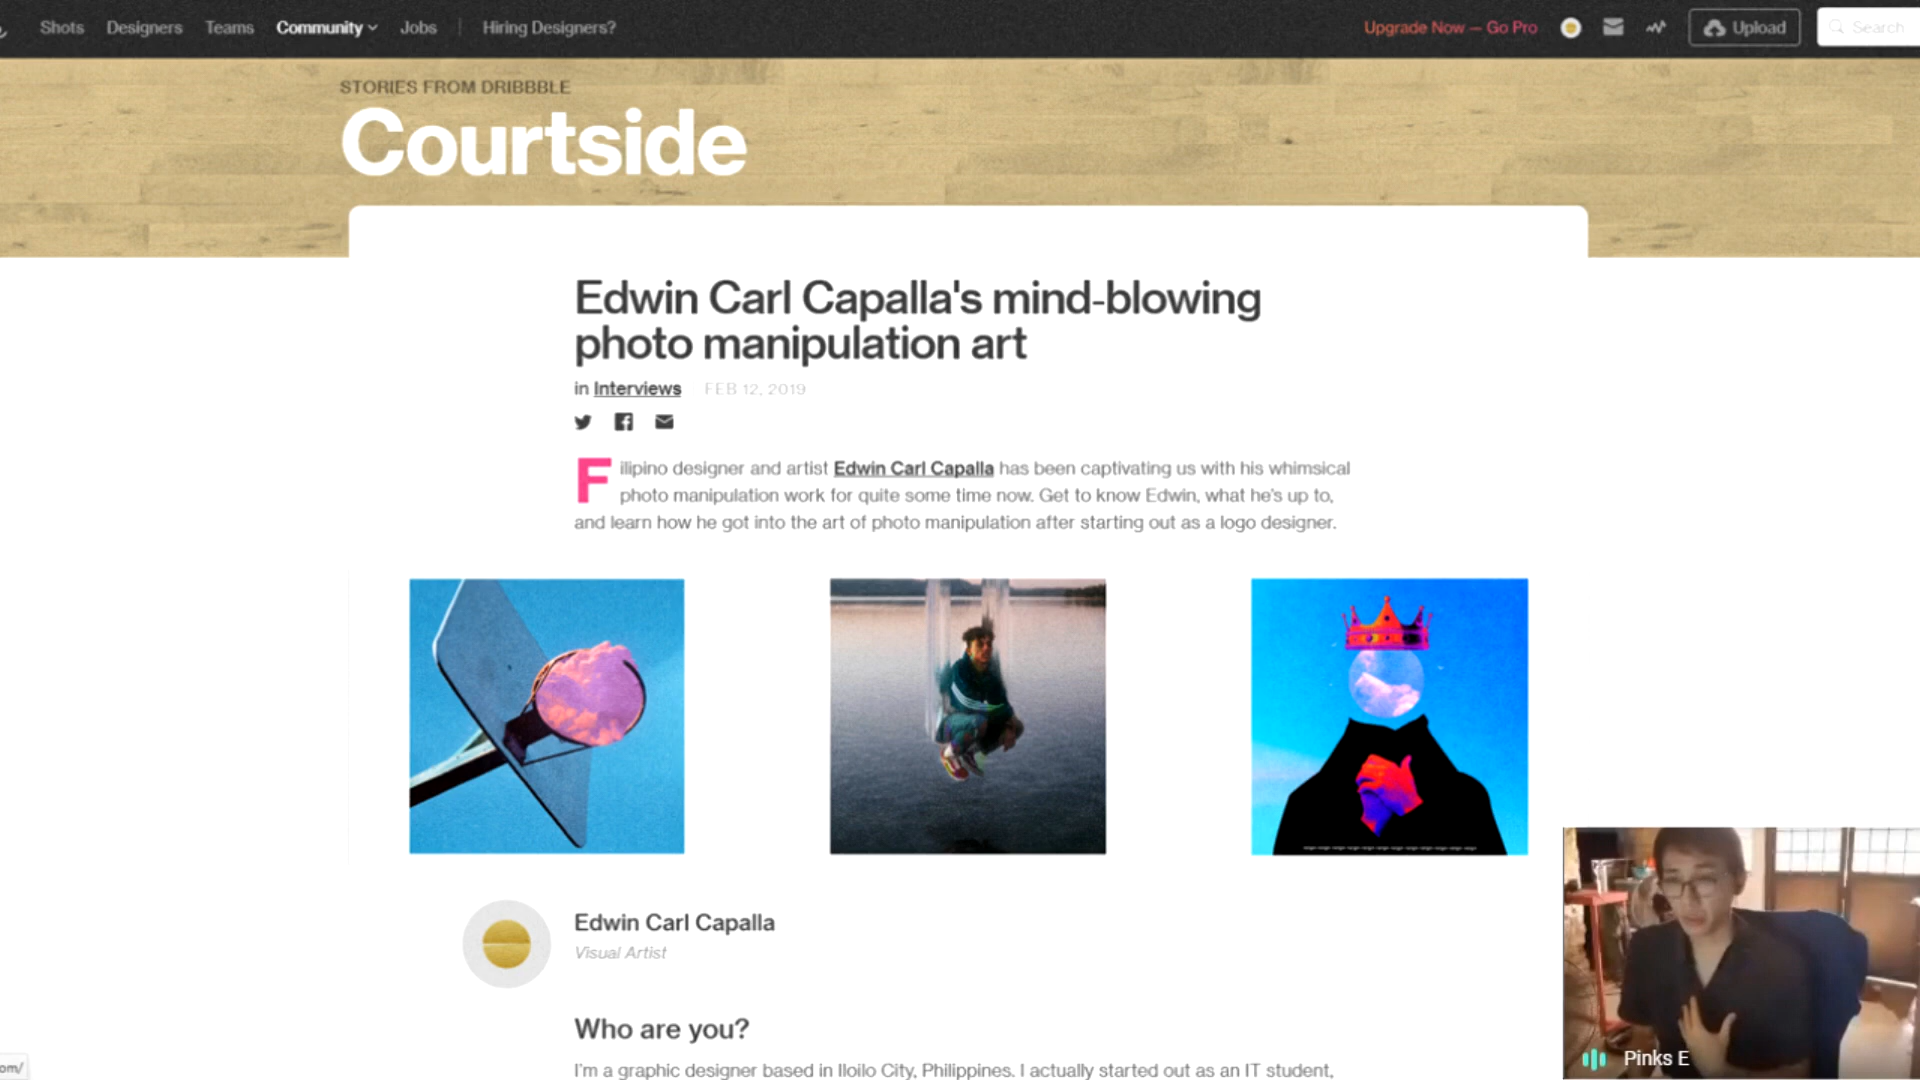 Shots Designers Teams Community Jobs Hiring Designers? Upgrade Now – Go Pro Upload Search
STORIES FROM DRIBBBLE
Courtside
Edwin Carl Capalla's mind-blowing
photo manipulation art
in Interviews FEB 12, 2019
Filipino designer and artist Edwin Carl Capalla has been captivating us with his whimsical
photo manipulation work for quite some time now. Get to know Edwin, what he's up to,
and learn how he got into the art of photo manipulation after starting out as a logo designer.
Edwin Carl Capalla
Visual Artist
Who are you?
I'm a graphic designer based in Iloilo City, Philippines. I actually started out as an IT student,
Pinks E
om/